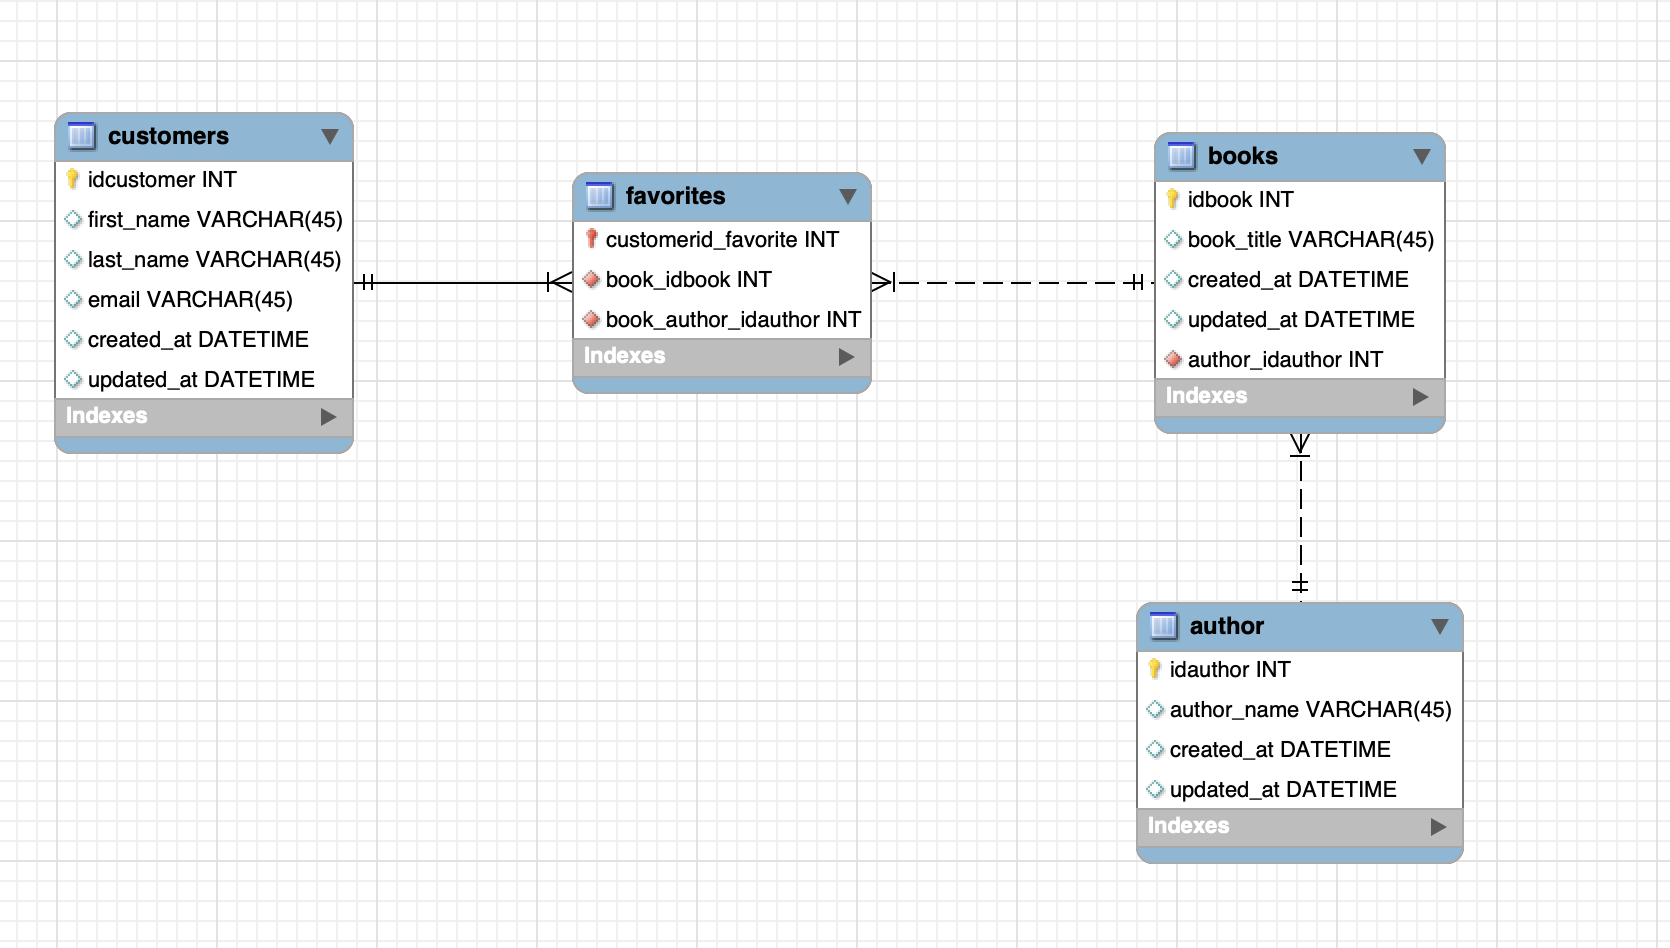 customers
idcustomer INT
first_name VARCHAR(45)
last_name VARCHAR(45)
email VARCHAR(45)
created_at DATETIME
updated_at DATETIME
Indexes
favorites
customerid_favorite INT
book_idbook INT
book_author_idauthor INT
Indexes
books
idbook INT
book_title VARCHAR(45)
created_at DATETIME
updated_at DATETIME
author_idauthor INT
Indexes
author
idauthor INT
author_name VARCHAR(45)
created_at DATETIME
updated_at DATETIME
Indexes